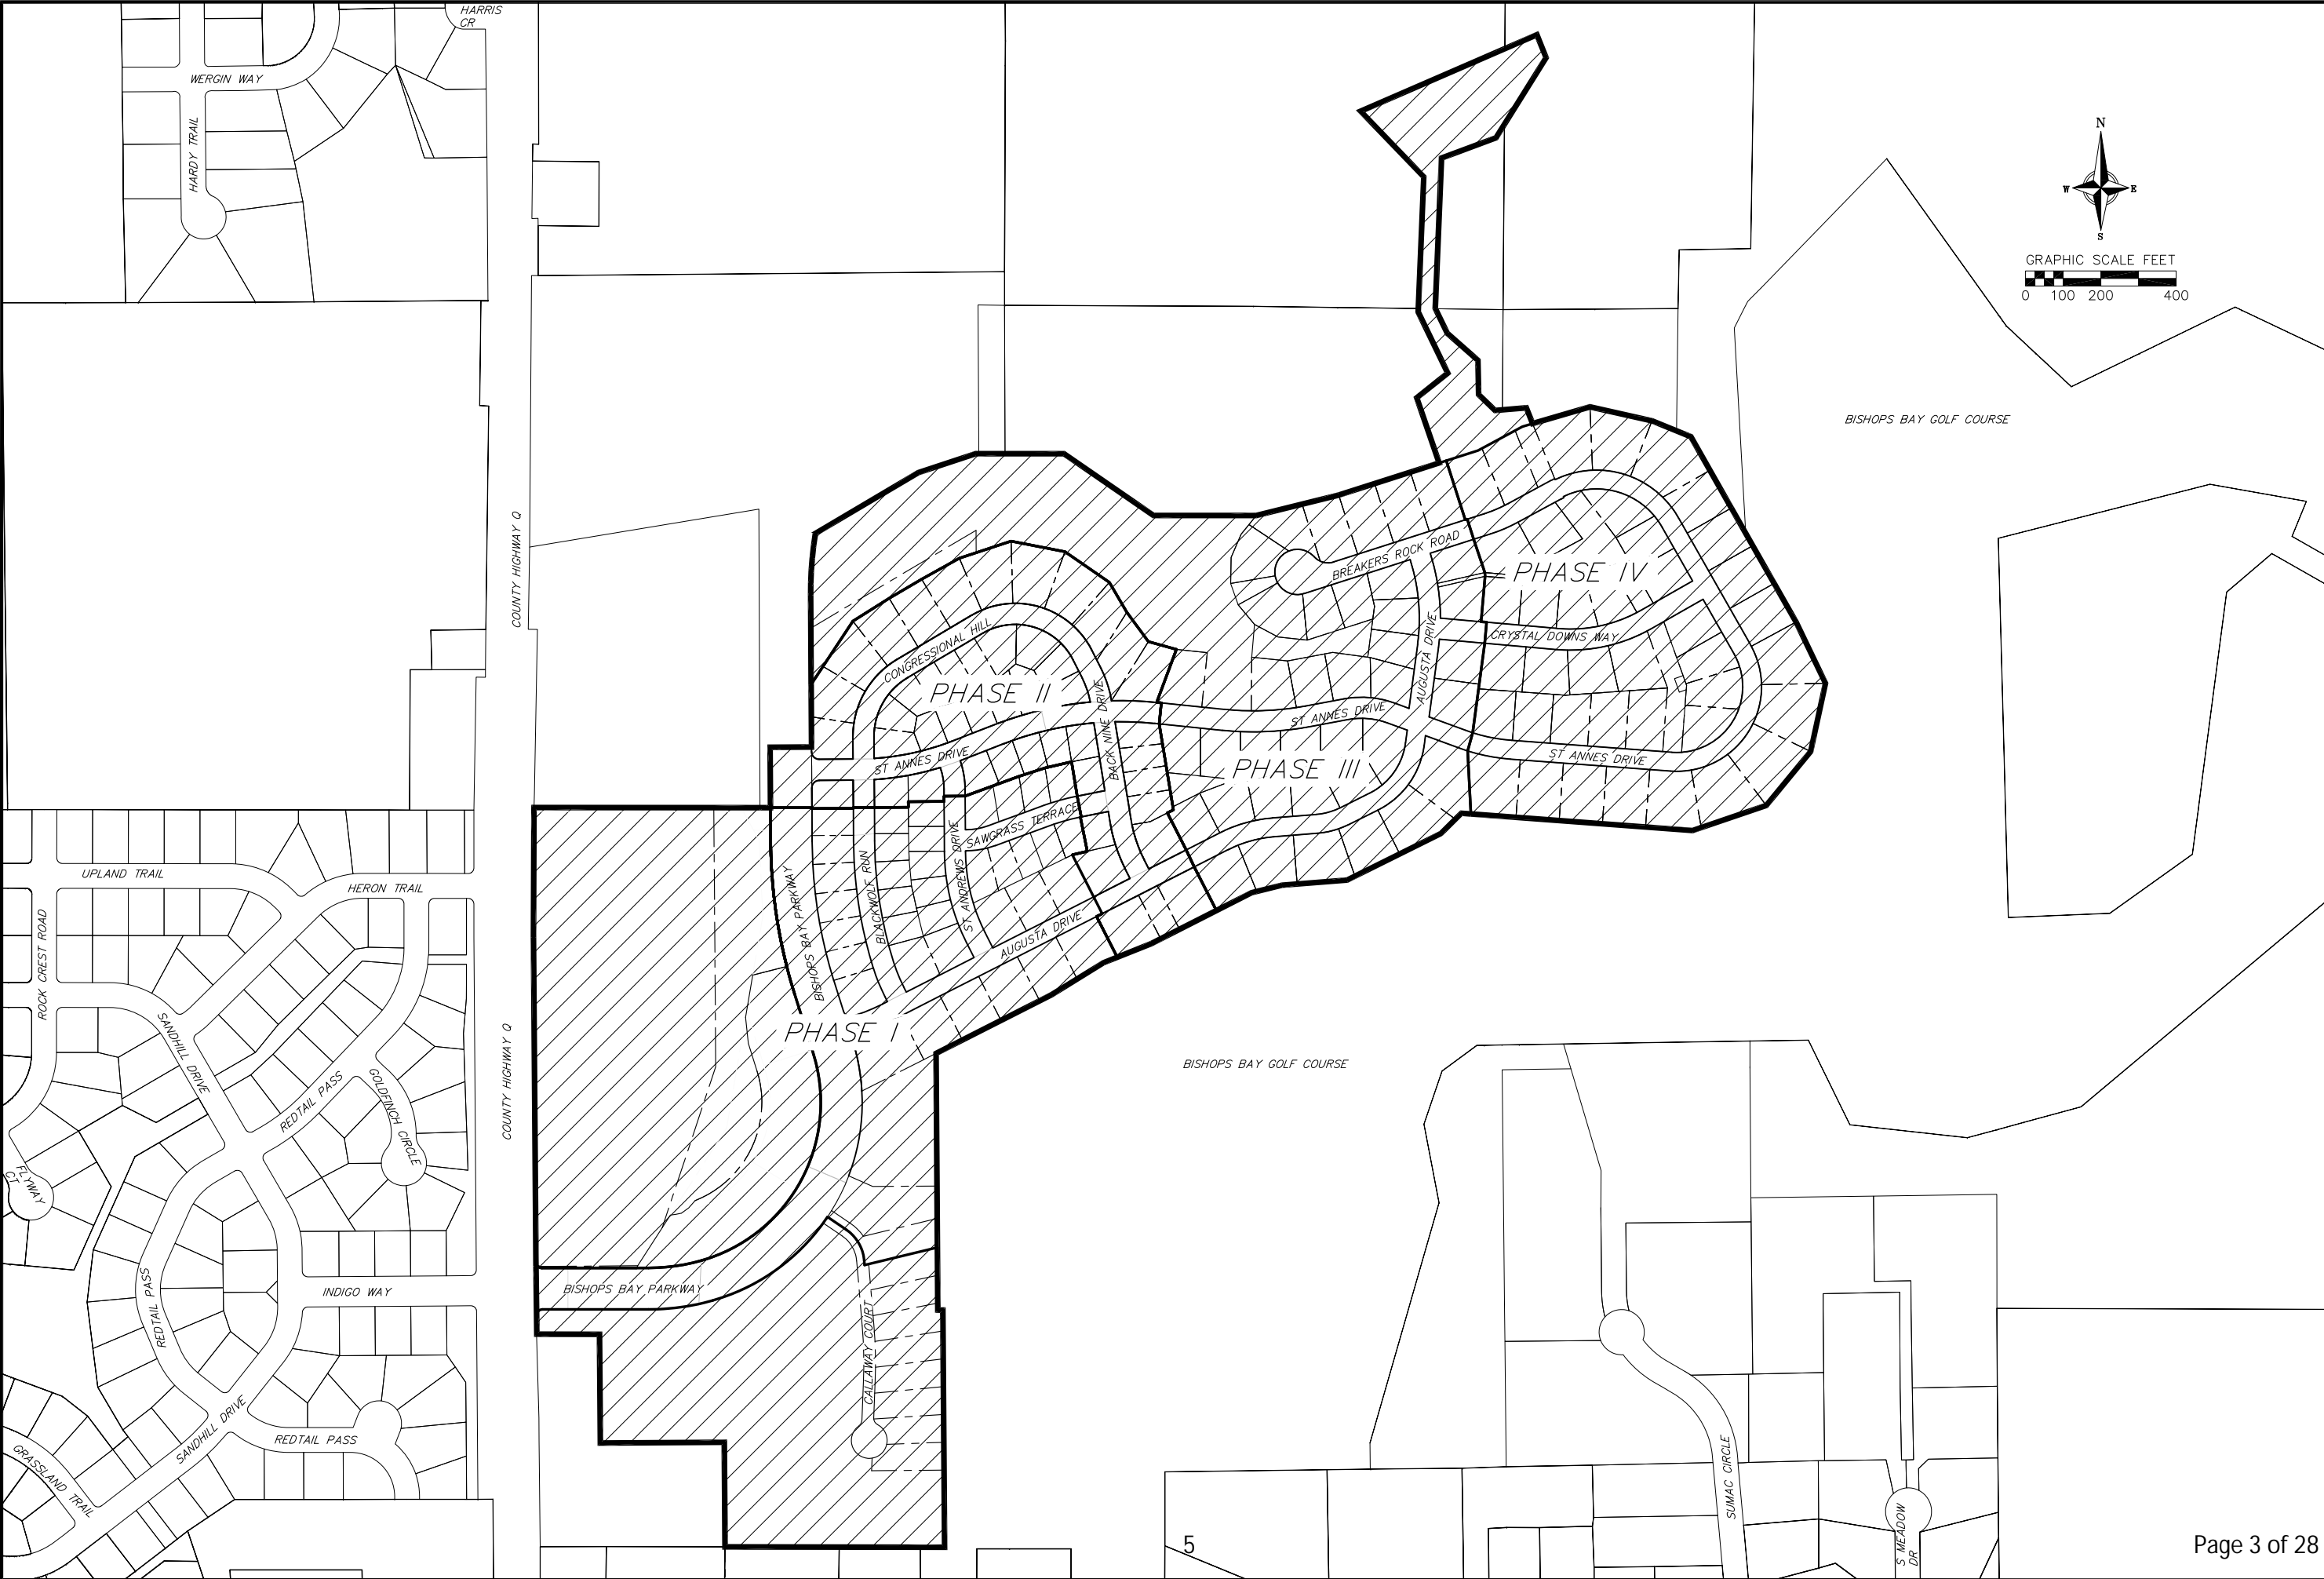 HARRIS
CR
WERGIN WAY
HARDY TRAIL
N
W
E
S
GRAPHIC SCALE FEET
0 100 200 400
BISHOPS BAY GOLF COURSE
COUNTY HIGHWAY Q
BREAKERS ROCK ROAD
PHASE IV
CONGRESSIONAL HILL
AUGUSTA DRIVE
CRYSTAL DOWNS WAY
PHASE II
BACK NINE DRIVE
ST ANNES DRIVE
ST ANNES DRIVE
PHASE III
ST ANNES DRIVE
SAWGRASS TERRACE
BISHOPS BAY PARKWAY
BLACKWOLF RUN
ST ANDREWS DRIVE
AUGUSTA DRIVE
UPLAND TRAIL
HERON TRAIL
ROCK CREST ROAD
SANDHILL DRIVE
PHASE I
COUNTY HIGHWAY Q
BISHOPS BAY GOLF COURSE
REDTAIL PASS
GOLDFINCH CIRCLE
FLYWAY
CT
REDTAIL PASS
INDIGO WAY
BISHOPS BAY PARKWAY
CALLAWAY COURT
SANDHILL DRIVE
REDTAIL PASS
GRASSLAND TRAIL
SUMAC CIRCLE
S MEADOW
DR
5
Page 3 of 28